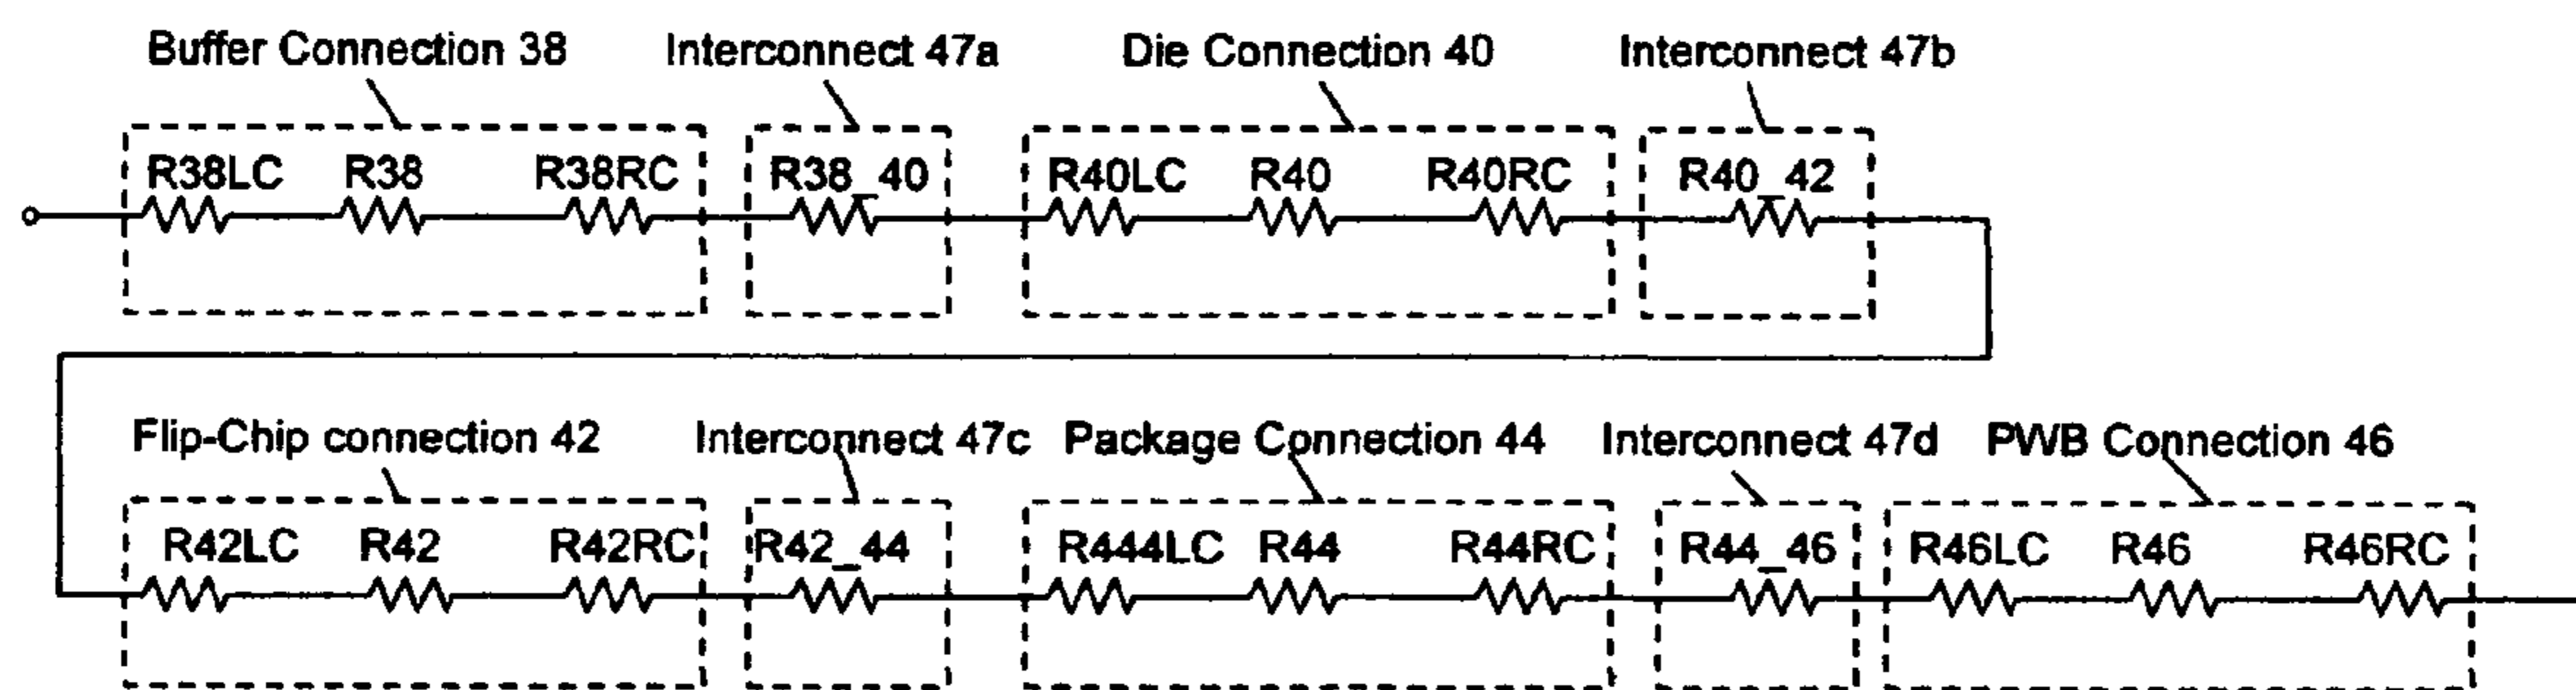 Buffer Connection 38 Interconnect 47a Die Connection 40 Interconnect 47b
R38LC R38 R38RC R38_40 R40LC R40 R40RC R40_42
Flip-Chip connection 42 Interconnect 47c Package Connection 44 Interconnect 47d PWB Connection 46
R42LC R42 R42RC R42_44 R444LC R44 R44RC R44_46 R46LC R46 R46RC